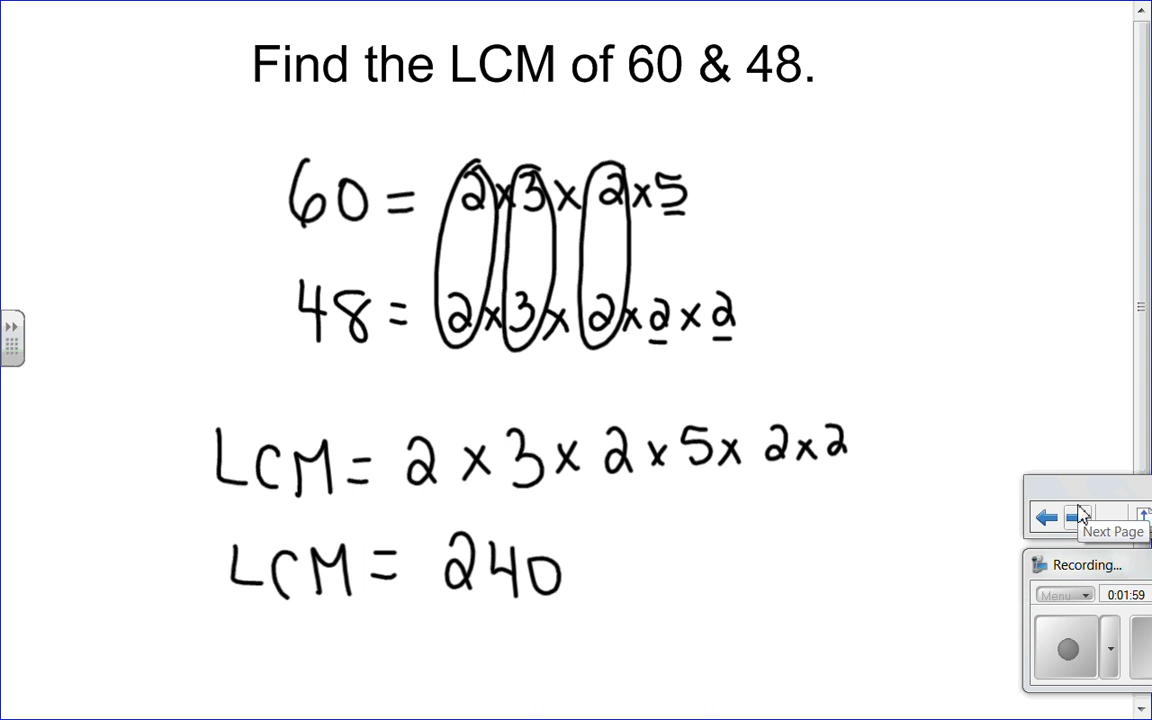 Find the LCM of 60 & 48.
60 = 2 x 3 x 2 x 5
48 = 2 x 3 x 2 x 2 x 2
LCM = 2 x 3 x 2 x 5 x 2 x 2
LCM = 240
Next Page
Recording...
Menu
0:01:59